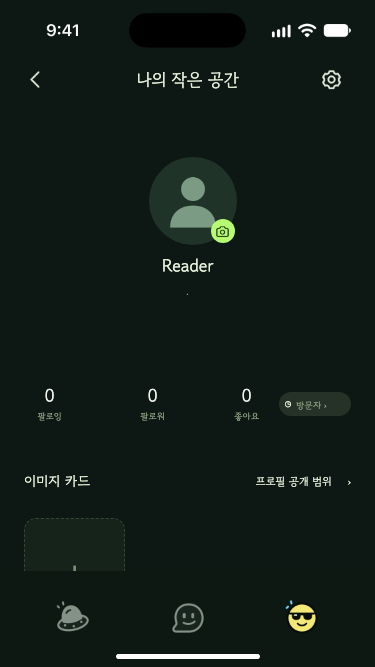 9:41
나의 작은 공간
Reader
.
0 0 0
팔로잉 팔로워 좋아요 방문자 ›
이미지 카드 프로필 공개 범위 ›